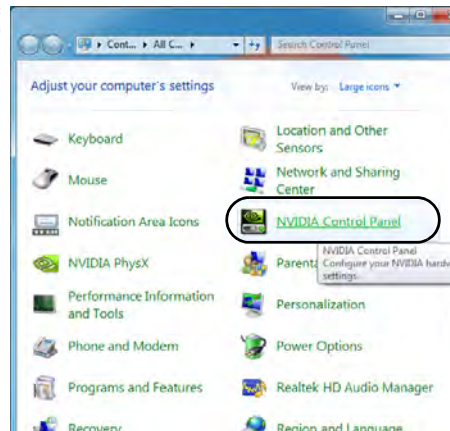 Cont... All C...
Search Control Panel
Adjust your computer's settings
View by: Large icons
Keyboard
Location and Other
Sensors
Mouse
Network and Sharing
Center
Notification Area Icons
NVIDIA Control Panel
NVIDIA Control Panel
Configure your NVIDIA hardw
settings.
NVIDIA PhysX
Parenta
Performance Information
and Tools
Personalization
Phone and Modem
Power Options
Programs and Features
Realtek HD Audio Manager
Recovery
Region and Language